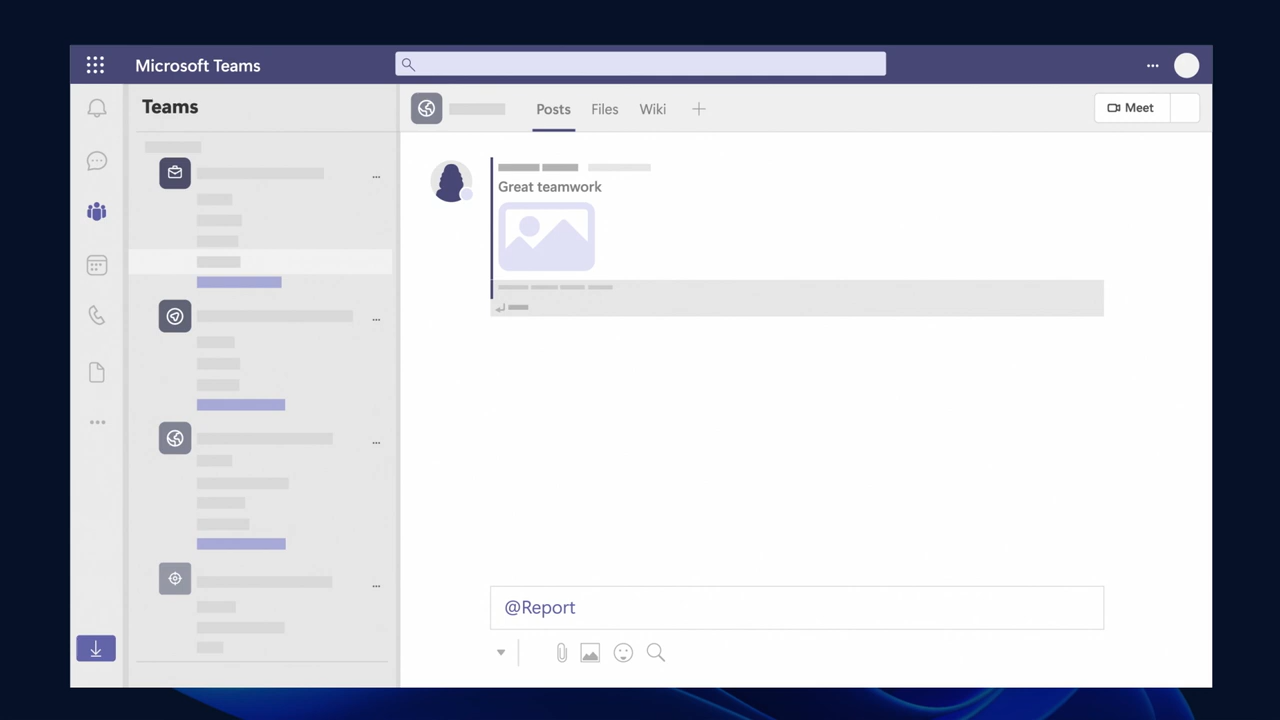 Microsoft Teams
Teams
Posts Files Wiki
Meet
Great teamwork
@Report